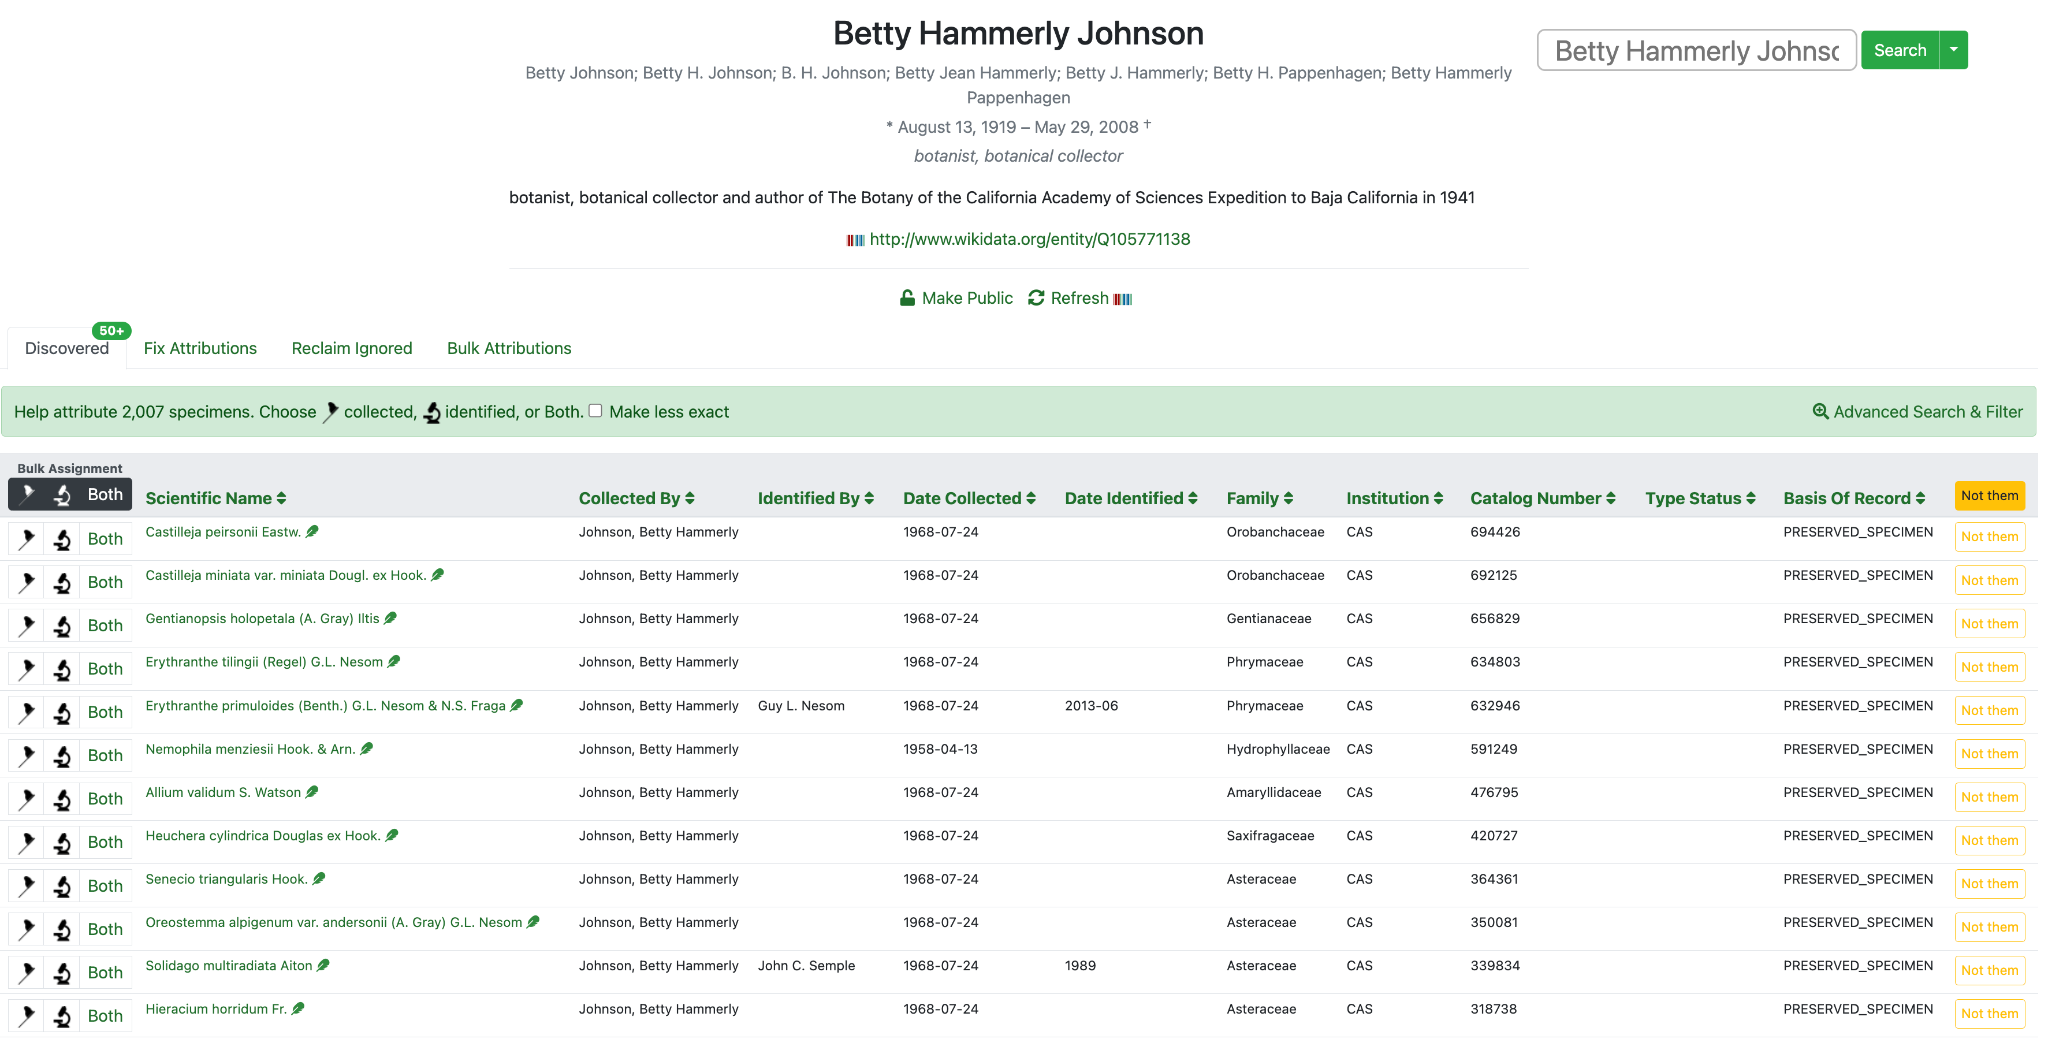 Betty Hammerly Johnson
Betty Hammerly Johnsc
Search
Betty Johnson; Betty H. Johnson; B. H. Johnson; Betty Jean Hammerly; Betty J. Hammerly; Betty H. Pappenhagen; Betty Hammerly
Pappenhagen
* August 13, 1919 – May 29, 2008 †
botanist, botanical collector
botanist, botanical collector and author of The Botany of the California Academy of Sciences Expedition to Baja California in 1941
http://www.wikidata.org/entity/Q105771138
Make Public Refresh
50+
Discovered Fix Attributions Reclaim Ignored Bulk Attributions
Help attribute 2,007 specimens. Choose collected, identified, or Both. Make less exact Advanced Search & Filter
Bulk Assignment
Both Scientific Name Collected By Identified By Date Collected Date Identified Family Institution Catalog Number Type Status Basis Of Record Not them
Both Castilleja peirsonii Eastw. Johnson, Betty Hammerly 1968-07-24 Orobanchaceae CAS 694426 PRESERVED_SPECIMEN Not them
Both Castilleja miniata var. miniata Dougl. ex Hook. Johnson, Betty Hammerly 1968-07-24 Orobanchaceae CAS 692125 PRESERVED_SPECIMEN Not them
Both Gentianopsis holopetala (A. Gray) Iltis Johnson, Betty Hammerly 1968-07-24 Gentianaceae CAS 656829 PRESERVED_SPECIMEN Not them
Both Erythranthe tilingii (Regel) G.L. Nesom Johnson, Betty Hammerly 1968-07-24 Phrymaceae CAS 634803 PRESERVED_SPECIMEN Not them
Both Erythranthe primuloides (Benth.) G.L. Nesom & N.S. Fraga Johnson, Betty Hammerly Guy L. Nesom 1968-07-24 2013-06 Phrymaceae CAS 632946 PRESERVED_SPECIMEN Not them
Both Nemophila menziesii Hook. & Arn. Johnson, Betty Hammerly 1958-04-13 Hydrophyllaceae CAS 591249 PRESERVED_SPECIMEN Not them
Both Allium validum S. Watson Johnson, Betty Hammerly 1968-07-24 Amaryllidaceae CAS 476795 PRESERVED_SPECIMEN Not them
Both Heuchera cylindrica Douglas ex Hook. Johnson, Betty Hammerly 1968-07-24 Saxifragaceae CAS 420727 PRESERVED_SPECIMEN Not them
Both Senecio triangularis Hook. Johnson, Betty Hammerly 1968-07-24 Asteraceae CAS 364361 PRESERVED_SPECIMEN Not them
Both Oreostemma alpigenum var. andersonii (A. Gray) G.L. Nesom Johnson, Betty Hammerly 1968-07-24 Asteraceae CAS 350081 PRESERVED_SPECIMEN Not them
Both Solidago multiradiata Aiton Johnson, Betty Hammerly John C. Semple 1968-07-24 1989 Asteraceae CAS 339834 PRESERVED_SPECIMEN Not them
Both Hieracium horridum Fr. Johnson, Betty Hammerly 1968-07-24 Asteraceae CAS 318738 PRESERVED_SPECIMEN Not them